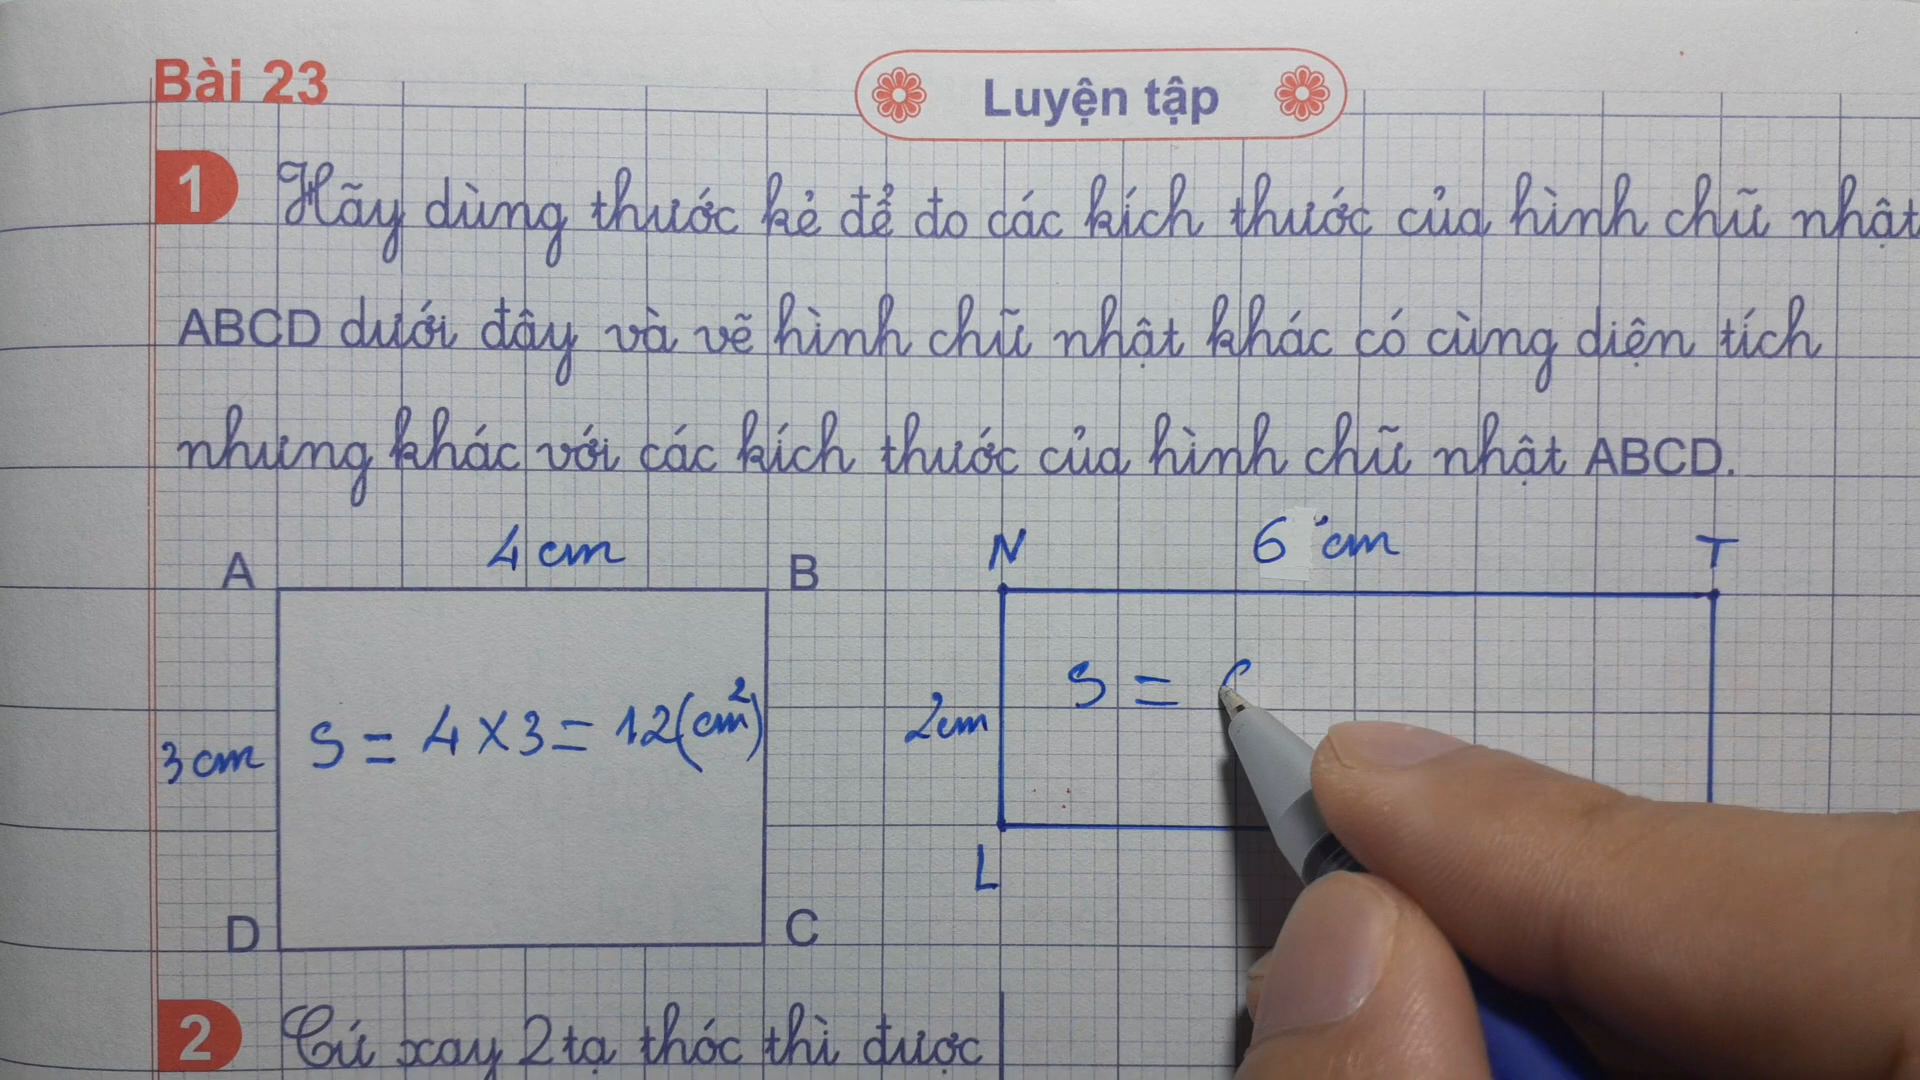 Bài 23
Luyện tập
1 Hãy dùng thước kẻ để đo các kích thước của hình chữ nhật
ABCD dưới đây và vẽ hình chữ nhật khác có cùng diện tích
nhưng khác với các kích thước của hình chữ nhật ABCD.
A 4 cm B N 6 cm T
S =
3 cm S = 4 x 3 = 12 (cm²) 2cm
L
D C
2 Cứ xay 2 tạ thóc thì được